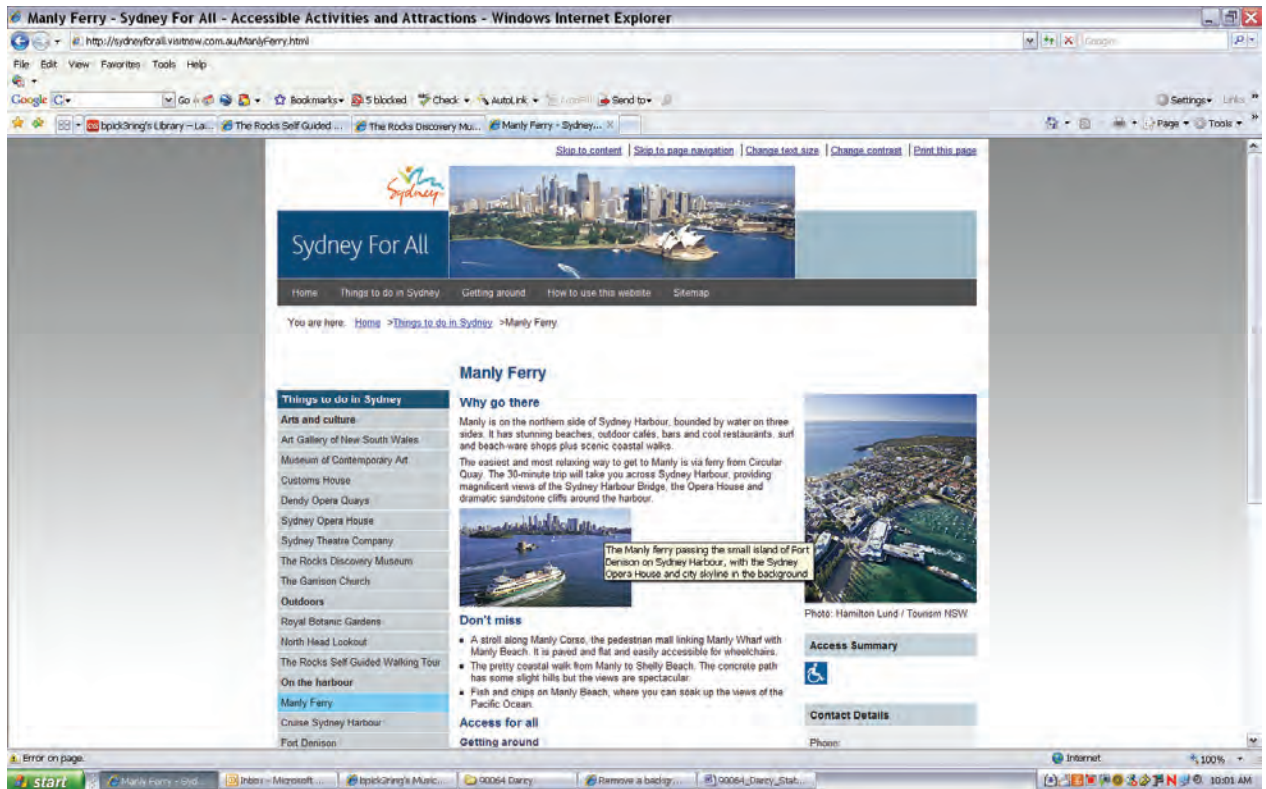 Manly Ferry - Sydney For All - Accessible Activities and Attractions - Windows Internet Explorer
http://sydneyforall.visitnsw.com.au/ManlyFerry.html
Google
File Edit View Favorites Tools Help
Google Go Bookmarks 5 blocked Check AutoLink AutoFill Send to Settings Links
bpick3ring's Library – La... The Rocks Self Guided ... The Rocks Discovery Mu... Manly Ferry - Sydney... Page Tools
Skip to content | Skip to page navigation | Change text size | Change contrast | Print this page
Sydney
Sydney For All
Home Things to do in Sydney Getting around How to use this website Sitemap
You are here: Home >Things to do in Sydney >Manly Ferry
Manly Ferry
Things to do in Sydney
Arts and culture
Art Gallery of New South Wales
Museum of Contemporary Art
Customs House
Dendy Opera Quays
Sydney Opera House
Sydney Theatre Company
The Rocks Discovery Museum
The Garrison Church
Outdoors
Royal Botanic Gardens
North Head Lookout
The Rocks Self Guided Walking Tour
On the harbour
Manly Ferry
Cruise Sydney Harbour
Fort Denison
Why go there
Manly is on the northern side of Sydney Harbour, bounded by water on three
sides. It has stunning beaches, outdoor cafés, bars and cool restaurants, surf
and beach-ware shops plus scenic coastal walks.
The easiest and most relaxing way to get to Manly is via ferry from Circular
Quay. The 30-minute trip will take you across Sydney Harbour, providing
magnificent views of the Sydney Harbour Bridge, the Opera House and
dramatic sandstone cliffs around the harbour.
The Manly ferry passing the small island of Fort
Denison on Sydney Harbour, with the Sydney
Opera House and city skyline in the background
Don't miss
A stroll along Manly Corso, the pedestrian mall linking Manly Wharf with
Manly Beach. It is paved and flat and easily accessible for wheelchairs.
The pretty coastal walk from Manly to Shelly Beach. The concrete path
has some slight hills but the views are spectacular.
Fish and chips on Manly Beach, where you can soak up the views of the
Pacific Ocean.
Access for all
Getting around
Photo: Hamilton Lund / Tourism NSW
Access Summary
Contact Details
Phone:
Error on page. Internet 100%
start Manly Ferry - Syd... Inbox - Microsoft ... bpick3ring's Music... 90064 Darcy Remove a backgr... 90064_Darcy_Stab... 10:01 AM